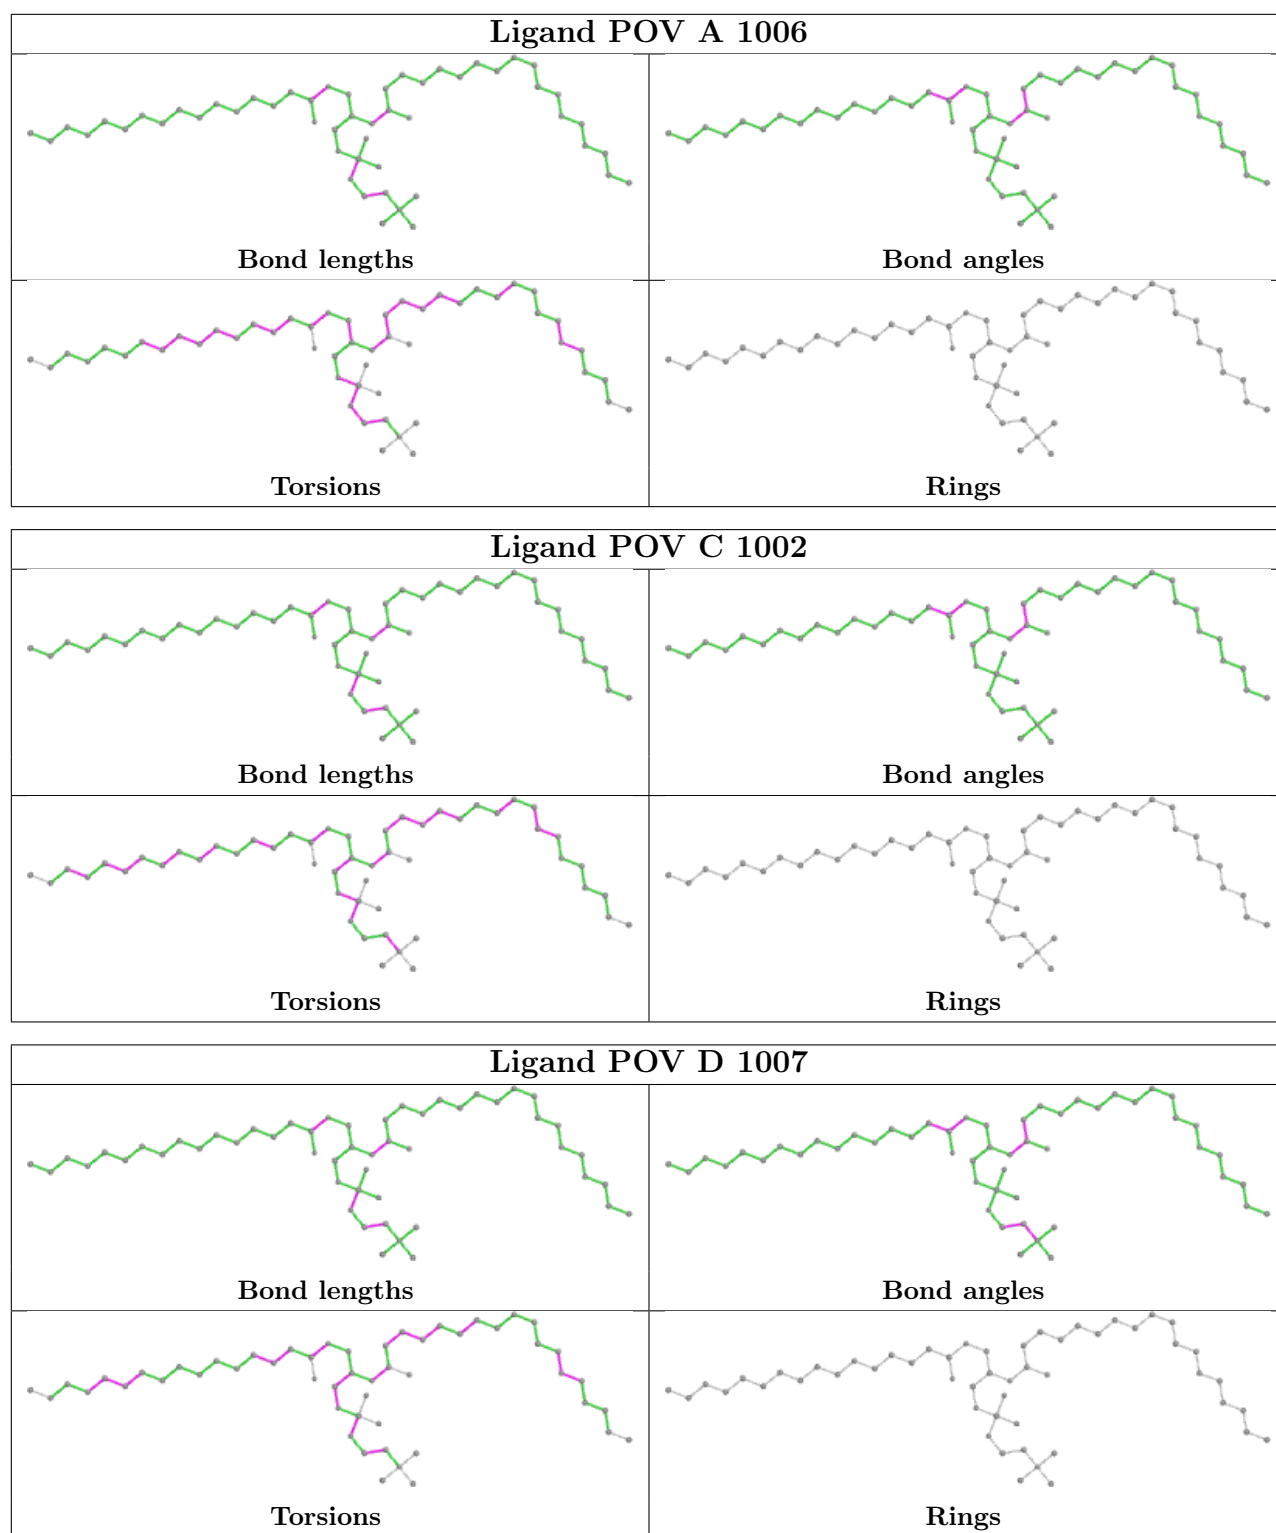 Ligand POV A 1006
Bond lengths
Bond angles
Torsions
Rings
Ligand POV C 1002
Bond lengths
Bond angles
Torsions
Rings
Ligand POV D 1007
Bond lengths
Bond angles
Torsions
Rings